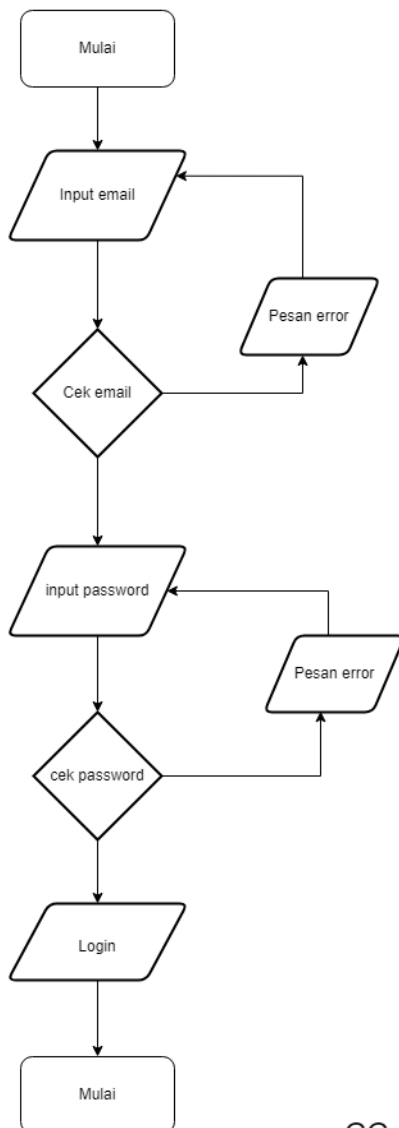 Mulai
Input email
Pesan error
Cek email
input password
Pesan error
cek password
Login
Mulai